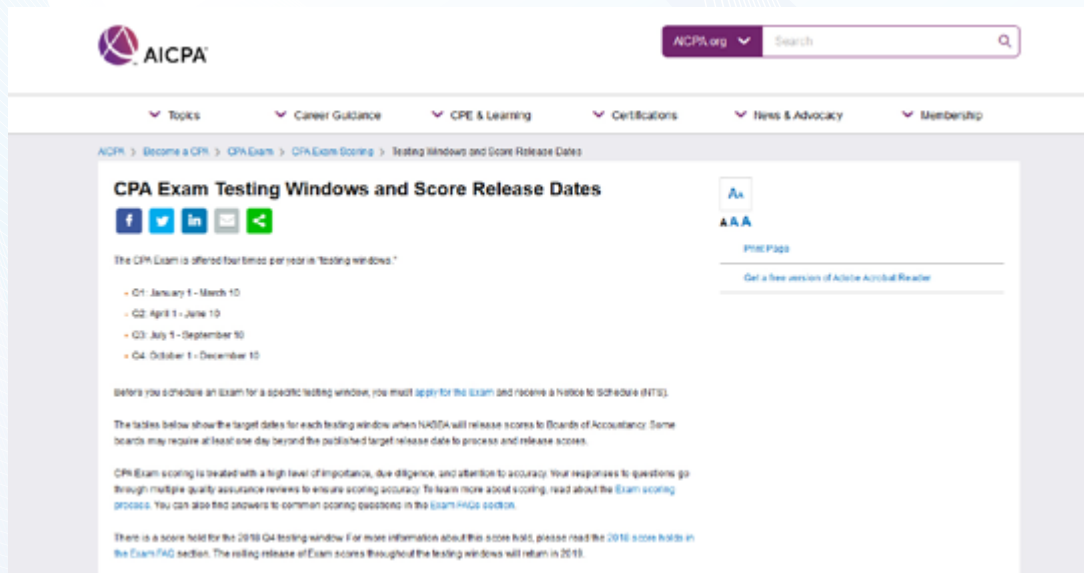 AICPA
AICPA.org Search
Topics Career Guidance CPE & Learning Certifications News & Advocacy Membership
AICPA > Become a CPA > CPA Exam > CPA Exam Scoring > Testing Windows and Score Release Dates
CPA Exam Testing Windows and Score Release Dates
AA
A A A
Print Page
Get a free version of Adobe Acrobat Reader
The CPA Exam is offered four times per year in "testing windows."
Q1: January 1 - March 10
Q2: April 1 - June 10
Q3: July 1 - September 10
Q4: October 1 - December 10
Before you schedule an Exam for a specific testing window, you must apply for the Exam and receive a Notice to Schedule (NTS).
The tables below show the target dates for each testing window when NASBA will release scores to Boards of Accountancy. Some
boards may require at least one day beyond the published target release date to process and release scores.
CPA Exam scoring is treated with a high level of importance, due diligence, and attention to accuracy. Your responses to questions go
through multiple quality assurance reviews to ensure scoring accuracy. To learn more about scoring, read about the Exam scoring
process. You can also find answers to common scoring questions in the Exam FAQs section.
There is a score hold for the 2018 Q4 testing window. For more information about this score hold, please read the 2018 score holds in
the Exam FAQ section. The rolling release of Exam scores throughout the testing windows will return in 2019.